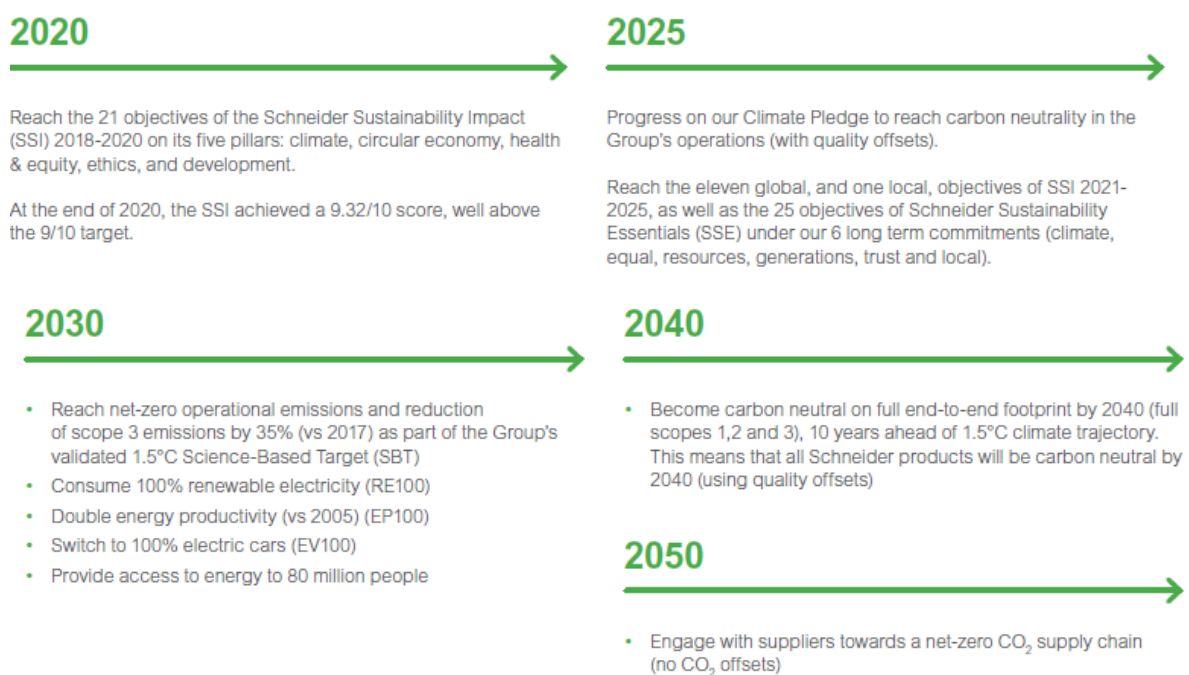 2020
Reach the 21 objectives of the Schneider Sustainability Impact
(SSI) 2018-2020 on its five pillars: climate, circular economy, health
& equity, ethics, and development.
At the end of 2020, the SSI achieved a 9.32/10 score, well above
the 9/10 target.
2025
Progress on our Climate Pledge to reach carbon neutrality in the
Group's operations (with quality offsets).
Reach the eleven global, and one local, objectives of SSI 2021-
2025, as well as the 25 objectives of Schneider Sustainability
Essentials (SSE) under our 6 long term commitments (climate,
equal, resources, generations, trust and local).
2030
• Reach net-zero operational emissions and reduction
of scope 3 emissions by 35% (vs 2017) as part of the Group's
validated 1.5°C Science-Based Target (SBT)
• Consume 100% renewable electricity (RE100)
• Double energy productivity (vs 2005) (EP100)
• Switch to 100% electric cars (EV100)
• Provide access to energy to 80 million people
2040
• Become carbon neutral on full end-to-end footprint by 2040 (full
scopes 1,2 and 3), 10 years ahead of 1.5°C climate trajectory.
This means that all Schneider products will be carbon neutral by
2040 (using quality offsets)
2050
• Engage with suppliers towards a net-zero CO₂ supply chain
(no CO₂ offsets)